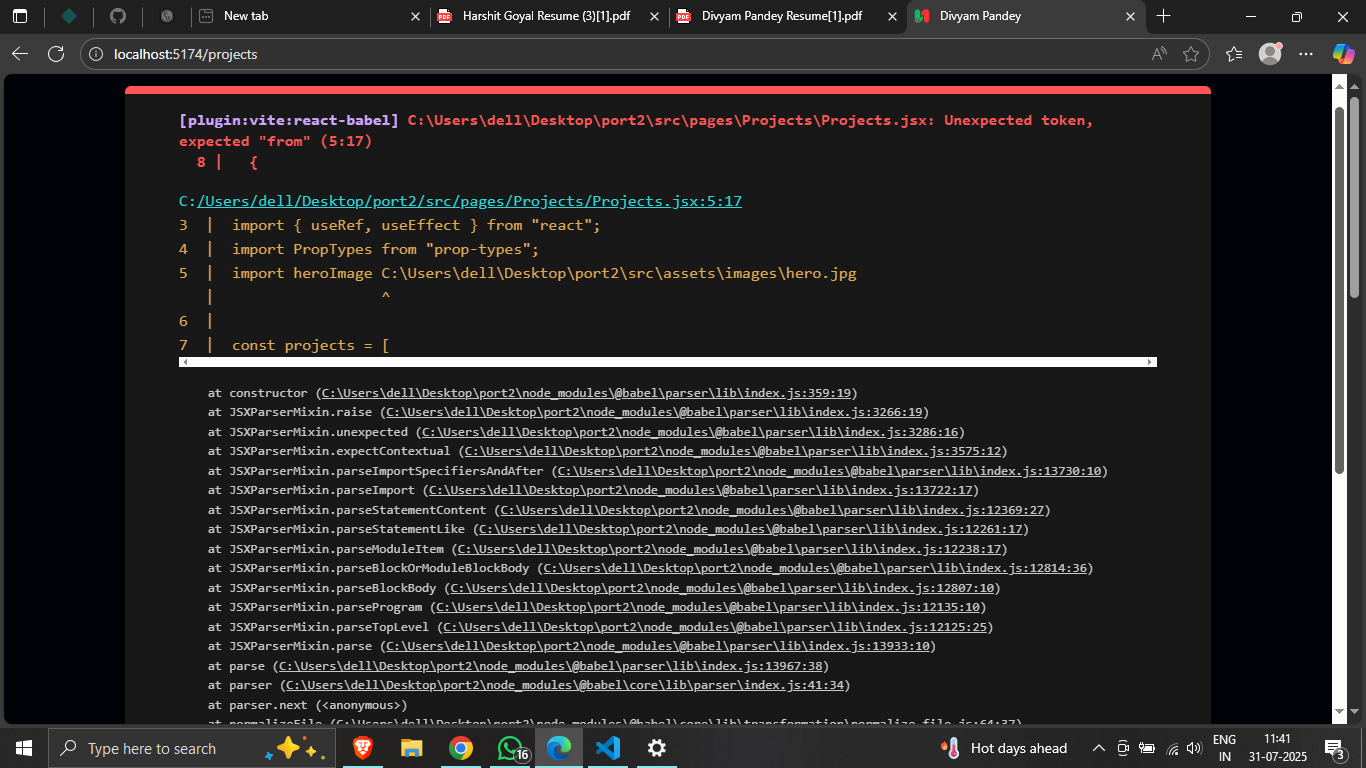 New tab
Harshit Goyal Resume (3)[1].pdf
Divyam Pandey Resume[1].pdf
Divyam Pandey
localhost:5174/projects
[plugin:vite:react-babel] C:\Users\dell\Desktop\port2\src\pages\Projects\Projects.jsx: Unexpected token,
expected "from" (5:17)
8 | {
C:/Users/dell/Desktop/port2/src/pages/Projects/Projects.jsx:5:17
3 | import { useRef, useEffect } from "react";
4 | import PropTypes from "prop-types";
5 | import heroImage C:\Users\dell\Desktop\port2\src\assets\images\hero.jpg
| ^
6 |
7 | const projects = [
at constructor (C:\Users\dell\Desktop\port2\node_modules\@babel\parser\lib\index.js:359:19)
at JSXParserMixin.raise (C:\Users\dell\Desktop\port2\node_modules\@babel\parser\lib\index.js:3266:19)
at JSXParserMixin.unexpected (C:\Users\dell\Desktop\port2\node_modules\@babel\parser\lib\index.js:3286:16)
at JSXParserMixin.expectContextual (C:\Users\dell\Desktop\port2\node_modules\@babel\parser\lib\index.js:3575:12)
at JSXParserMixin.parseImportSpecifiersAndAfter (C:\Users\dell\Desktop\port2\node_modules\@babel\parser\lib\index.js:13730:10)
at JSXParserMixin.parseImport (C:\Users\dell\Desktop\port2\node_modules\@babel\parser\lib\index.js:13722:17)
at JSXParserMixin.parseStatementContent (C:\Users\dell\Desktop\port2\node_modules\@babel\parser\lib\index.js:12369:27)
at JSXParserMixin.parseStatementLike (C:\Users\dell\Desktop\port2\node_modules\@babel\parser\lib\index.js:12261:17)
at JSXParserMixin.parseModuleItem (C:\Users\dell\Desktop\port2\node_modules\@babel\parser\lib\index.js:12238:17)
at JSXParserMixin.parseBlockOrModuleBlockBody (C:\Users\dell\Desktop\port2\node_modules\@babel\parser\lib\index.js:12814:36)
at JSXParserMixin.parseBlockBody (C:\Users\dell\Desktop\port2\node_modules\@babel\parser\lib\index.js:12807:10)
at JSXParserMixin.parseProgram (C:\Users\dell\Desktop\port2\node_modules\@babel\parser\lib\index.js:12135:10)
at JSXParserMixin.parseTopLevel (C:\Users\dell\Desktop\port2\node_modules\@babel\parser\lib\index.js:12125:25)
at JSXParserMixin.parse (C:\Users\dell\Desktop\port2\node_modules\@babel\parser\lib\index.js:13933:10)
at parse (C:\Users\dell\Desktop\port2\node_modules\@babel\parser\lib\index.js:13967:38)
at parser (C:\Users\dell\Desktop\port2\node_modules\@babel\core\lib\parser\index.js:41:34)
at parser.next (<anonymous>)
at normalizeFile (C:\Users\dell\Desktop\port2\node_modules\@babel\core\lib\transformation\normalize-file.js:64:37)
Type here to search
16
Hot days ahead
ENG
IN
11:41
31-07-2025
3